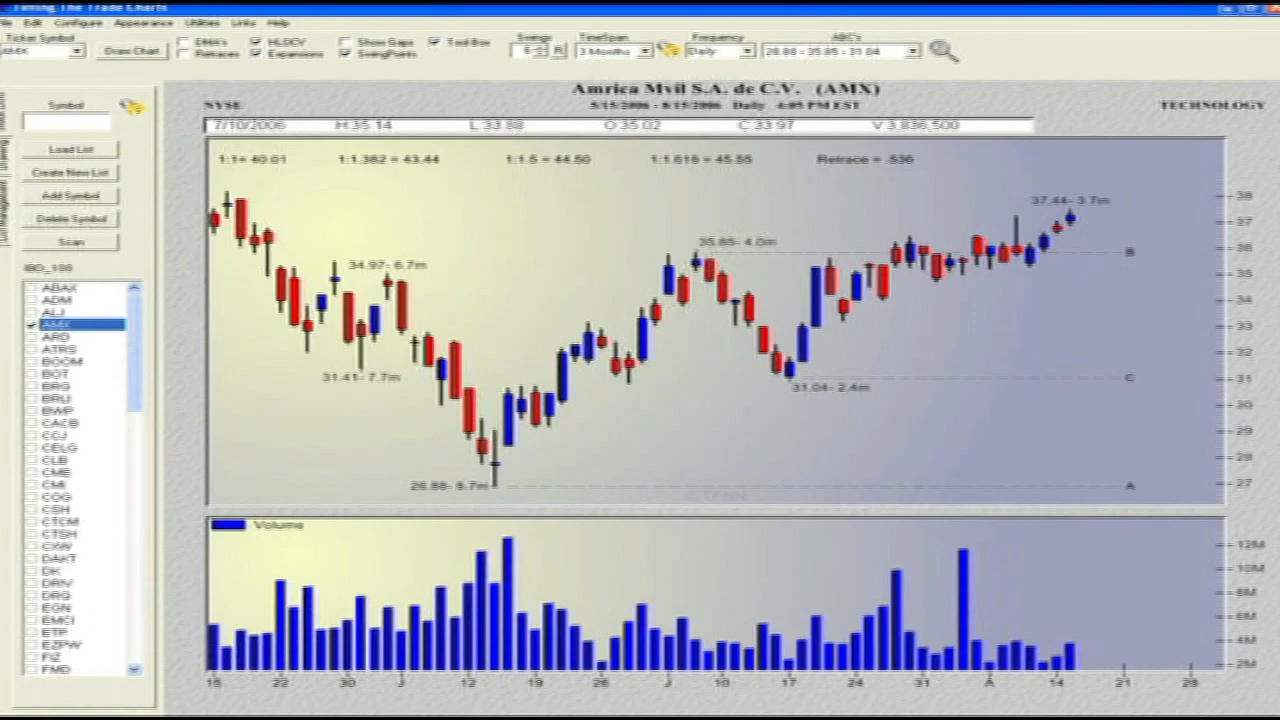 Timing The Trade Charts
File Edit Configure Appearance Utilities Links Help
Ticker Symbol
AMX
Draw Chart
DMA's
HLOCV
Show Gaps
Tool Box
Retraces
Expansions
SwingPoints
Swings
6
R
TimeSpan
3 Months
Frequency
Daily
ABC's
26.88 - 35.85 - 31.04
Symbol
Load List
Create New List
Add Symbol
Delete Symbol
Scan
IBD_100
ABAX
ADM
ALJ
AMX
ARD
ATRS
BOOM
BOT
BRG
BRLI
BWP
CACB
CCJ
CELG
CLB
CME
CMI
COG
CSH
CTCM
CTSH
CXW
DAKT
DK
DRIV
DRQ
EGN
EMCI
ETP
EZPW
FIZ
FMD
Amrica Mvil S.A. de C.V. (AMX)
NYSE
5/15/2006 - 8/15/2006 Daily 4:05 PM EST
TECHNOLOGY
7/10/2006 H:35.14 L:33.88 O:35.02 C:33.97 V:3,836,500
1:1= 40.01 1:1.382 = 43.44 1:1.5 = 44.50 1:1.618 = 45.55 Retrace = .536
37.44- 3.7m
35.85- 4.0m
34.97- 6.7m
31.41- 7.7m
31.04- 2.4m
26.88- 8.7m
B
C
A
38
37
36
35
34
33
32
31
30
29
28
27
Volume
12M
10M
8M
6M
4M
2M
15 22 30 J 12 19 26 J 10 17 24 31 A 14 21 28